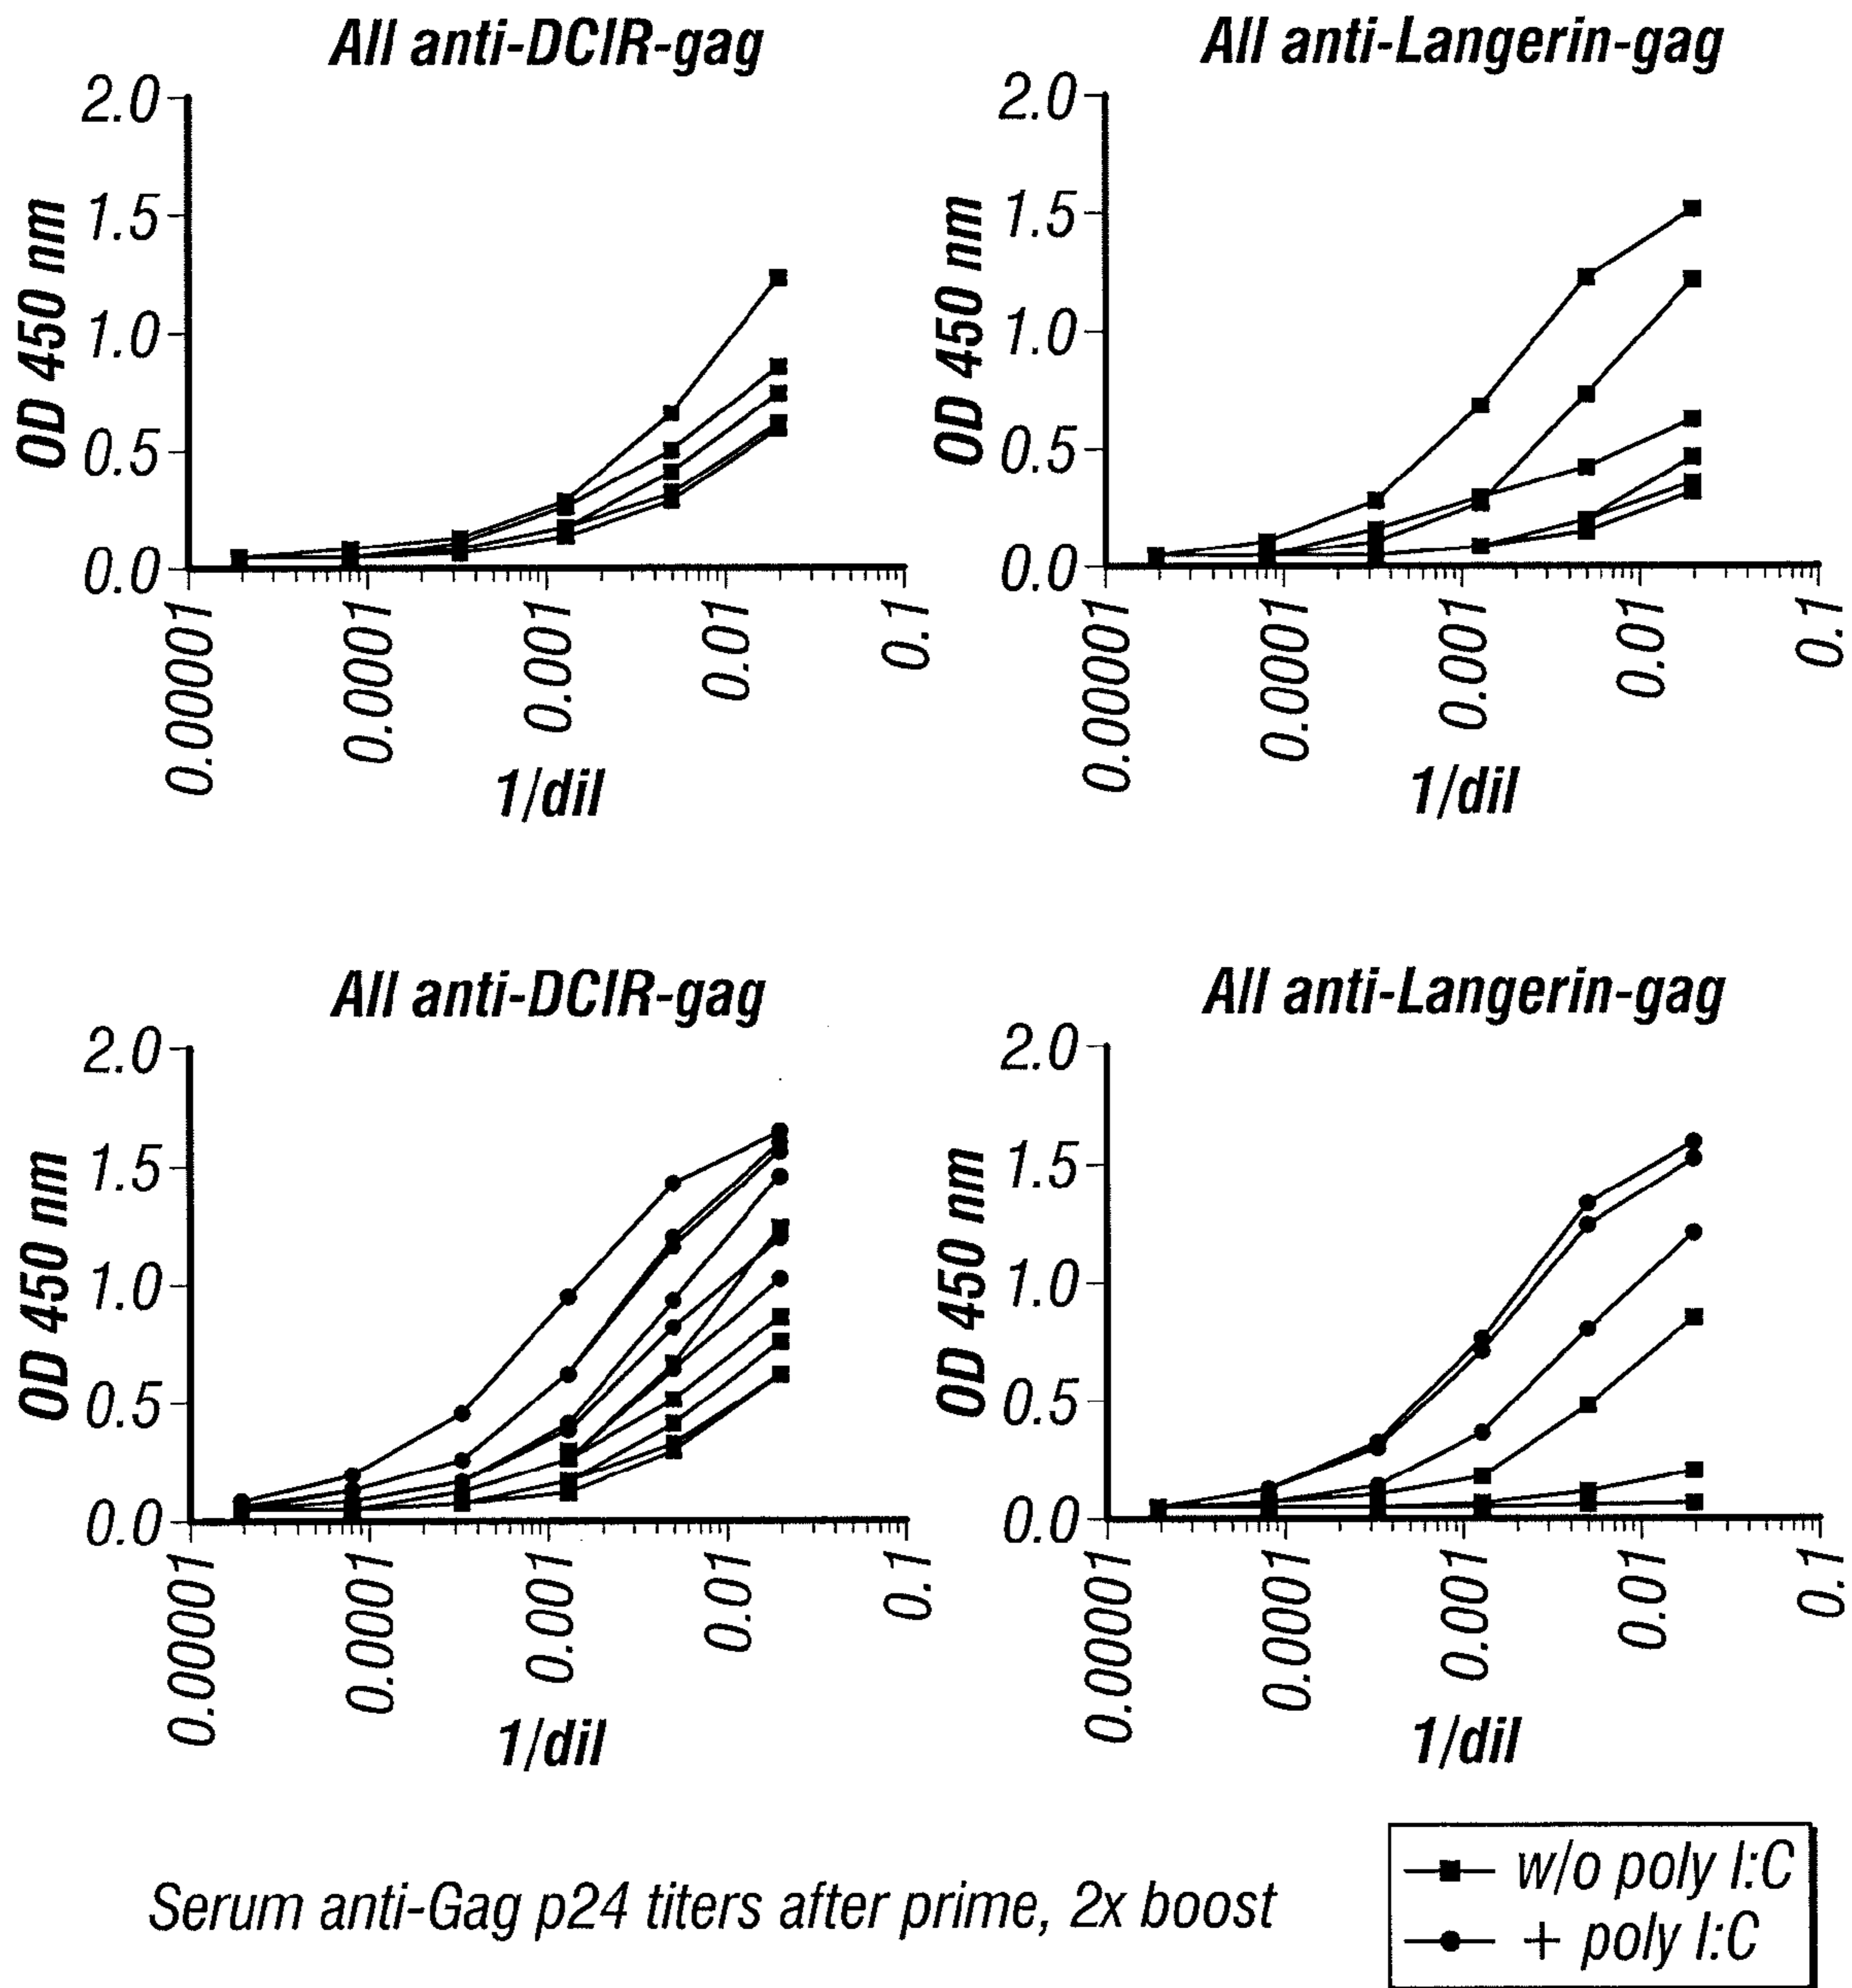 All anti-DCIR-gag
2.0
1.5
1.0
0.5
0.0
OD 450 nm
0.00001
0.0001
0.001
0.01
0.1
1/dil
All anti-Langerin-gag
2.0
1.5
1.0
0.5
0.0
OD 450 nm
0.00001
0.0001
0.001
0.01
0.1
1/dil
All anti-DCIR-gag
2.0
1.5
1.0
0.5
0.0
OD 450 nm
0.00001
0.0001
0.001
0.01
0.1
1/dil
All anti-Langerin-gag
2.0
1.5
1.0
0.5
0.0
OD 450 nm
0.00001
0.0001
0.001
0.01
0.1
1/dil
Serum anti-Gag p24 titers after prime, 2x boost
w/o poly I:C
+ poly I:C